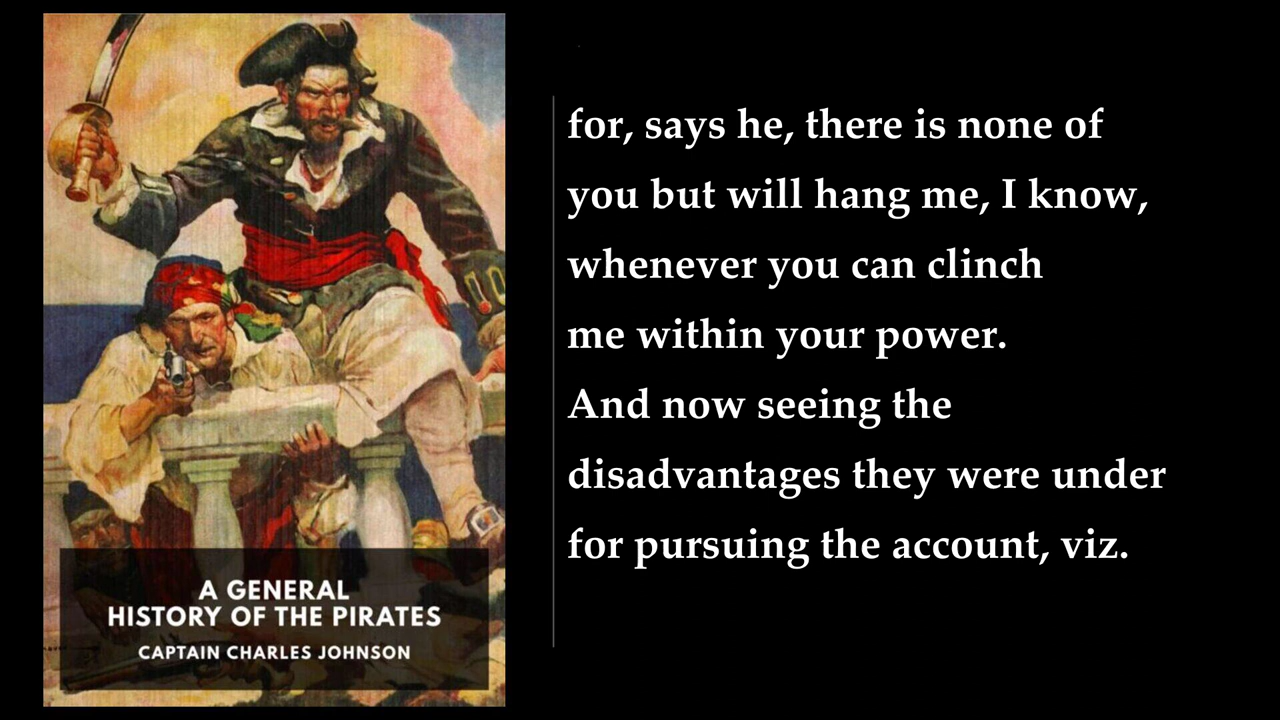 for, says he, there is none of
you but will hang me, I know,
whenever you can clinch
me within your power.
And now seeing the
disadvantages they were under
for pursuing the account, viz.
A GENERAL
HISTORY OF THE PIRATES
CAPTAIN CHARLES JOHNSON